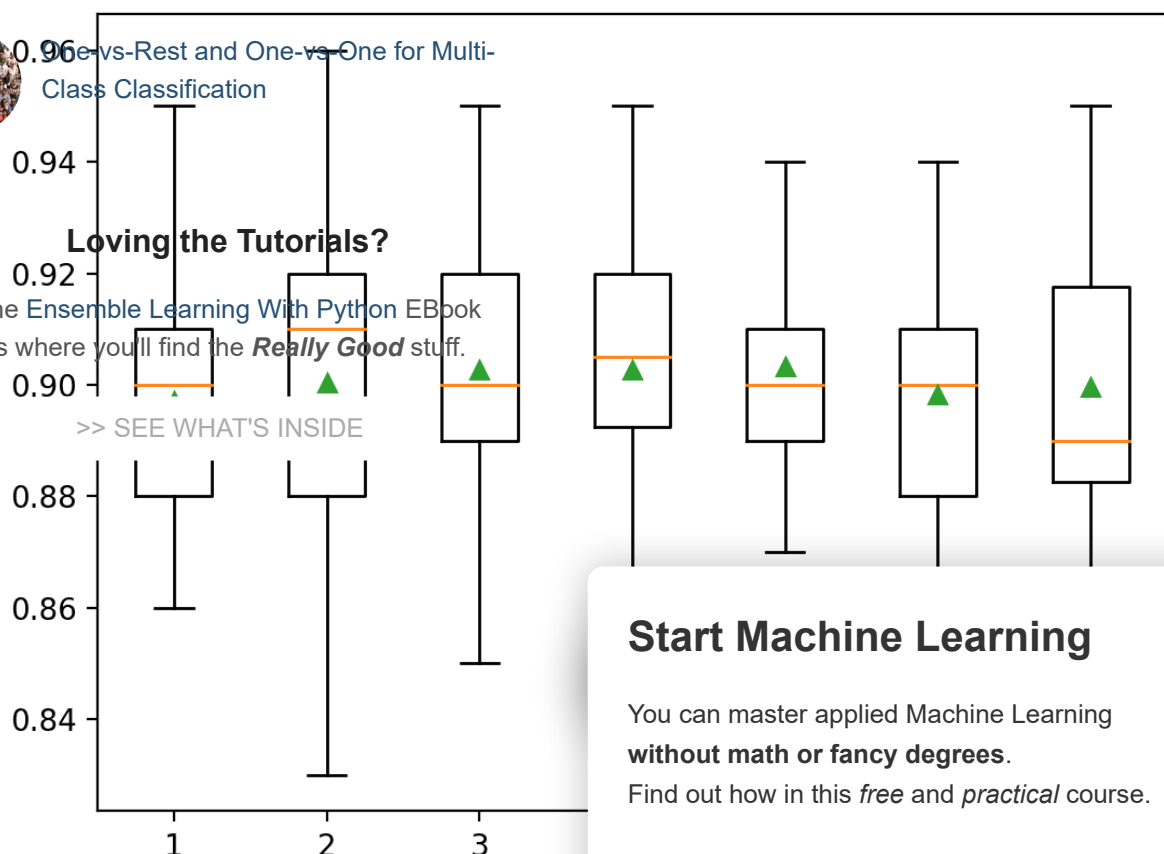 0.96
One-vs-Rest and One-vs-One for Multi-
Class Classification
0.94
Loving the Tutorials?
0.92
Ensemble Learning With Python EBook
where you'll find the Really Good stuff.
0.90
>> SEE WHAT'S INSIDE
0.88
0.86
0.84
1 2 3
Start Machine Learning
You can master applied Machine Learning
without math or fancy degrees.
Find out how in this free and practical course.